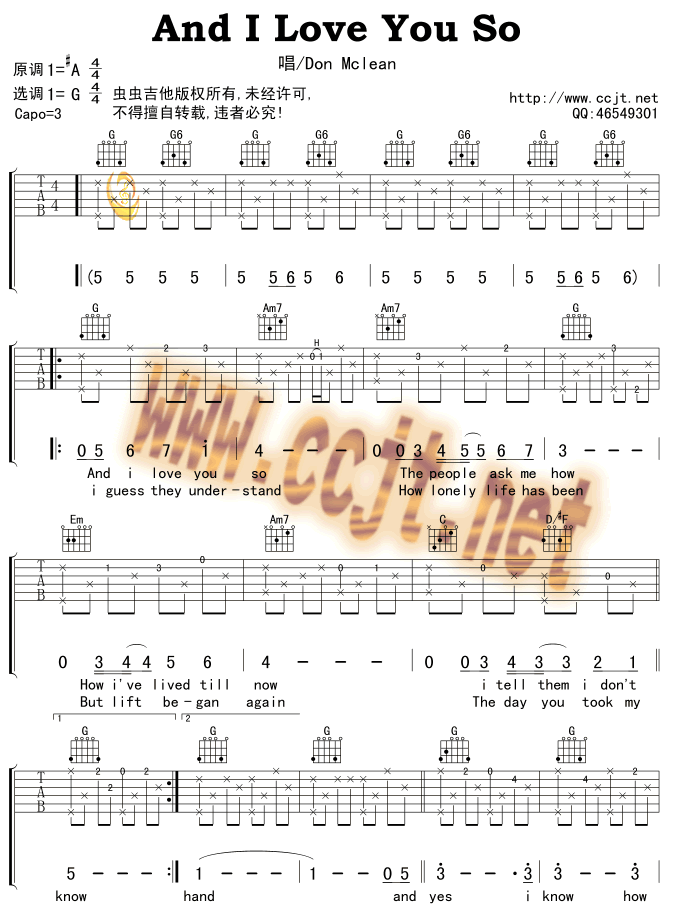 And I Love You So
唱/Don Mclean
原调1=#A 4/4
选调1= G 4/4 虫虫吉他版权所有,未经许可,
Capo=3 不得擅自转载,违者必究!
http://www.ccjt.net
QQ:46549301
G G6 G G6 G G6 G G6
T A B 4 4
(5 5 5 5 5 5 6 5 6 5 5 5 5 5 5 6 5 6)
G Am7 Am7 G
H
T A B 2 3 0 1 3 2 3 2
0 5 6 7 1 4 - - - 0 0 3 4 5 5 6 7 3 - - -
And i love you so The people ask me how
i guess they under-stand How lonely life has been
www.ccjt.net
Em Am7 C D/#F
T A B 1 3 0 0 1 0 0
0 3 4 4 5 6 4 - - - 0 0 3 4 3 3 2 1
How i've lived till now i tell them i don't
But lift be-gan again The day you took my
1 2
G G G G G
T A B 2 2 0 2 2 0 4 4 2
5 - - - 1 - - - 1 - - 0 5 3 - - · 3 3 - - 3
know hand and yes i know how